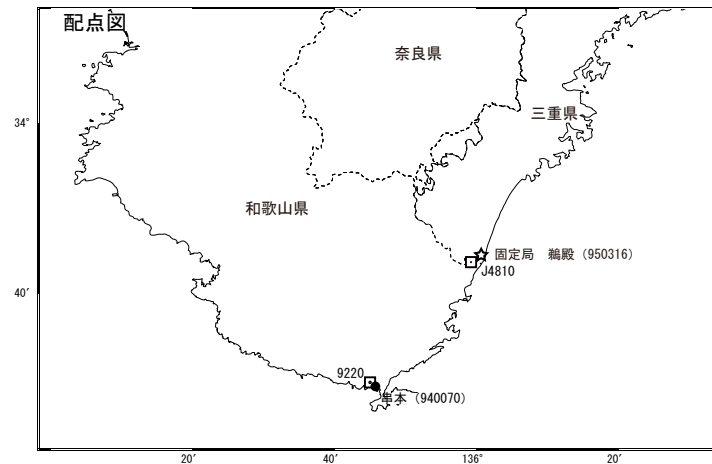 配点図
奈良県
34°
三重県
和歌山県
固定局 鵜殿（950316）
J4810
40′
9220
串本（940070）
20′ 40′ 136° 20′